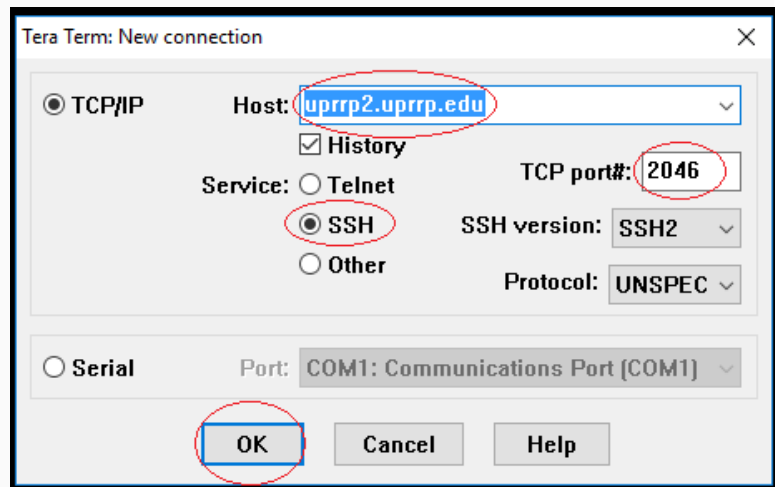 Tera Term: New connection
TCP/IP Host: uprrp2.uprrp.edu
History
TCP port#: 2046
Service: Telnet
SSH SSH version: SSH2
Other
Protocol: UNSPEC
Serial Port: COM1: Communications Port (COM1)
OK Cancel Help